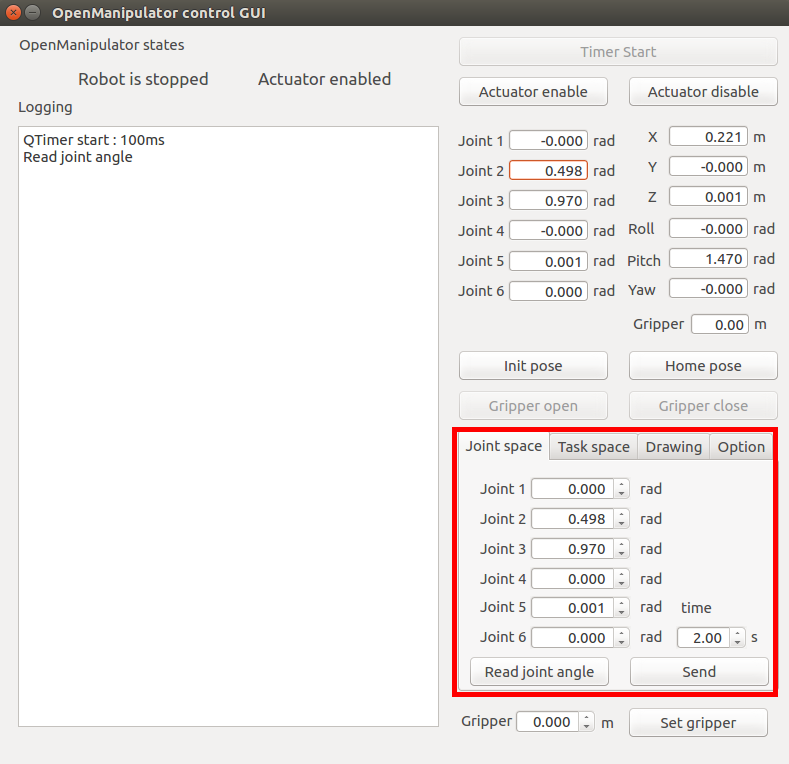 OpenManipulator control GUI
OpenManipulator states
Robot is stopped Actuator enabled
Logging
QTimer start : 100ms
Read joint angle
Timer Start
Actuator enable Actuator disable
Joint 1 -0.000 rad X 0.221 m
Joint 2 0.498 rad Y -0.000 m
Joint 3 0.970 rad Z 0.001 m
Joint 4 -0.000 rad Roll -0.000 rad
Joint 5 0.001 rad Pitch 1.470 rad
Joint 6 0.000 rad Yaw -0.000 rad
Gripper 0.00 m
Init pose Home pose
Gripper open Gripper close
Joint space Task space Drawing Option
Joint 1 0.000 rad
Joint 2 0.498 rad
Joint 3 0.970 rad
Joint 4 0.000 rad
Joint 5 0.001 rad time
Joint 6 0.000 rad 2.00 s
Read joint angle Send
Gripper 0.000 m Set gripper